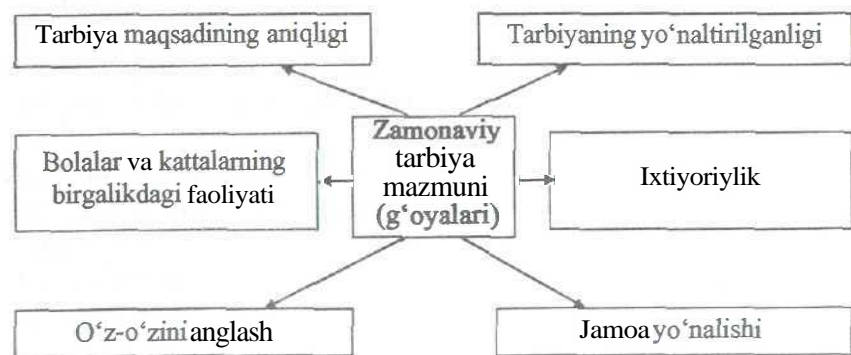 Tarbiya maqsadining aniqligi
Tarbiyaning yo‘naltirilganligi
Bolalar va kattalarning
birgalikdagi faoliyati
Zamonaviy
tarbiya
mazmuni
(g‘oyalari)
Ixtiyoriylik
O‘z-o‘zini anglash
Jamoa yo‘nalishi